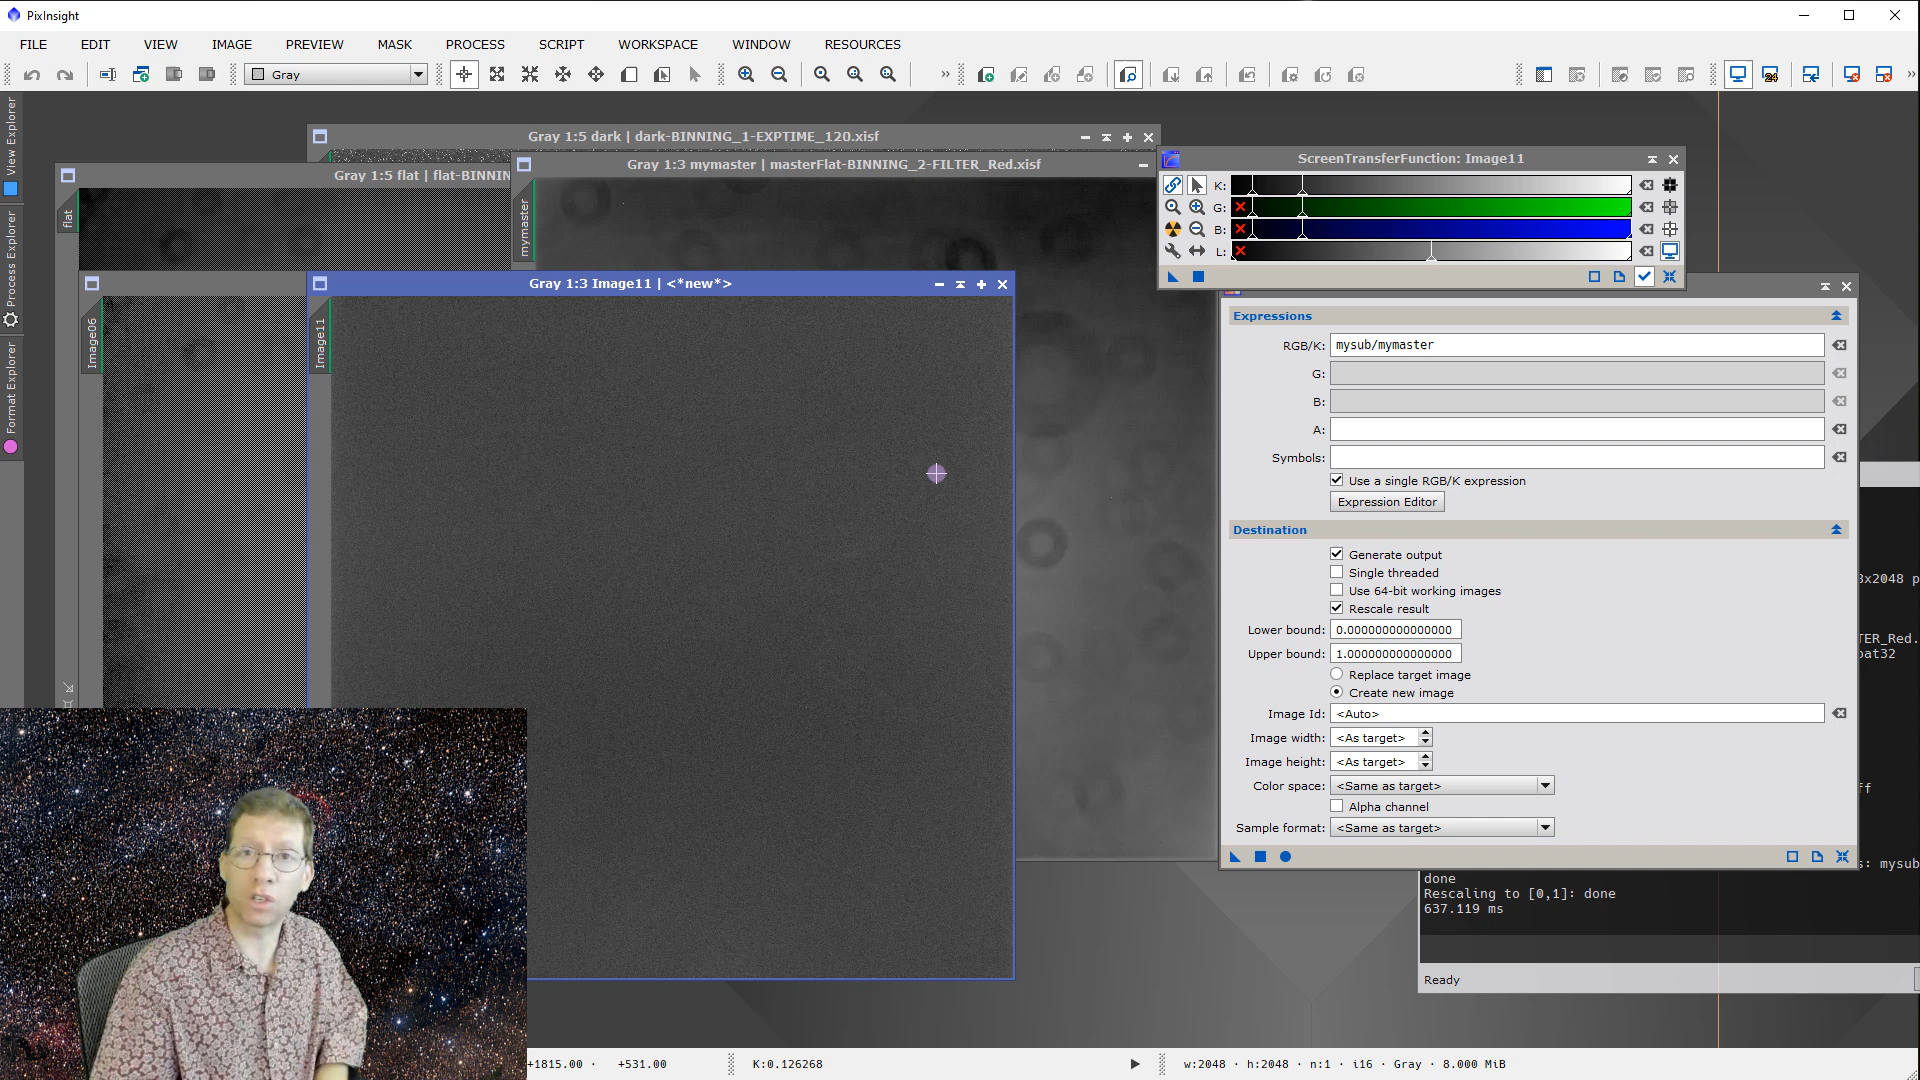 PixInsight
FILE EDIT VIEW IMAGE PREVIEW MASK PROCESS SCRIPT WORKSPACE WINDOW RESOURCES
Gray
24
View Explorer
Process Explorer
Format Explorer
Gray 1:5 dark | dark-BINNING_1-EXPTIME_120.xisf
Gray 1:3 mymaster | masterFlat-BINNING_2-FILTER_Red.xisf
mymaster
Gray 1:5 flat | flat-BINNIN
flat
Image06
Gray 1:3 Image11 | <*new*>
Image11
ScreenTransferFunction: Image11
K:
G:
B:
L:
Expressions
RGB/K: mysub/mymaster
G:
B:
A:
Symbols:
Use a single RGB/K expression
Expression Editor
Destination
Generate output
Single threaded
Use 64-bit working images
Rescale result
Lower bound: 0.000000000000000
Upper bound: 1.000000000000000
Replace target image
Create new image
Image Id: <Auto>
Image width: <As target>
Image height: <As target>
Color space: <Same as target>
Alpha channel
Sample format: <Same as target>
x2048 p
TER_Red.
at32
ff
: mysub
done
Rescaling to [0,1]: done
637.119 ms
Ready
+1815.00 · +531.00 K:0.126268 w:2048 · h:2048 · n:1 · i16 · Gray · 8.000 MiB